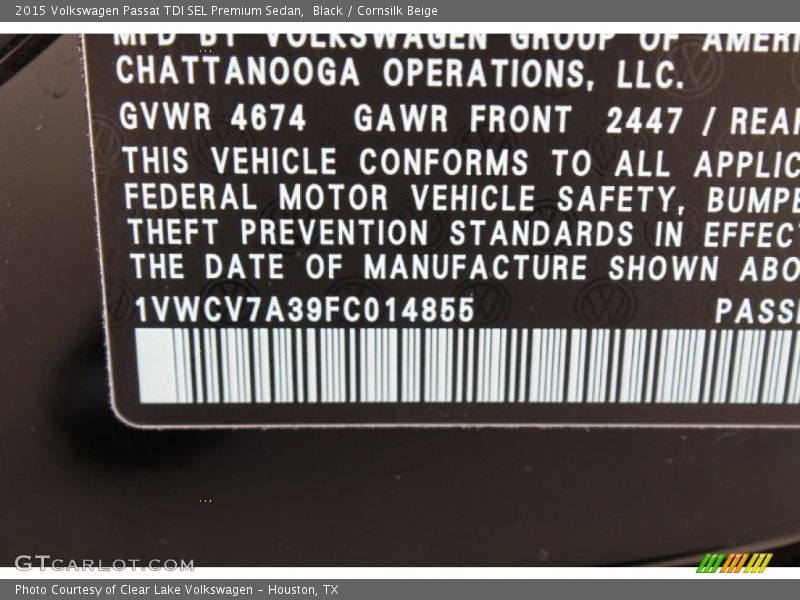 2015 Volkswagen Passat TDI SEL Premium Sedan, Black / Cornsilk Beige
MFD BY VOLKSWAGEN GROUP OF AMERI
CHATTANOOGA OPERATIONS, LLC.
GVWR 4674 GAWR FRONT 2447 / REAR
THIS VEHICLE CONFORMS TO ALL APPLIC
FEDERAL MOTOR VEHICLE SAFETY, BUMPE
THEFT PREVENTION STANDARDS IN EFFECT
THE DATE OF MANUFACTURE SHOWN ABO
1VWCV7A39FC014855 PASSE
GTCARLOT.COM
Photo Courtesy of Clear Lake Volkswagen – Houston, TX